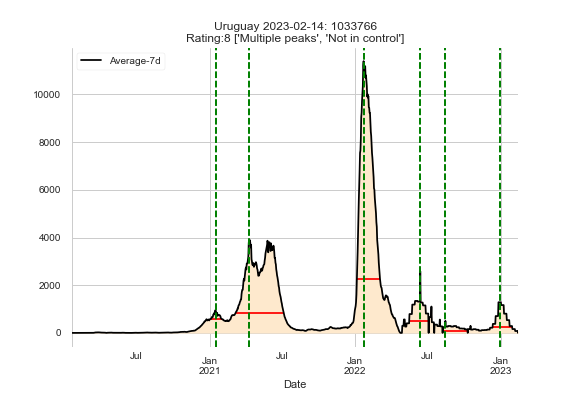 Uruguay 2023-02-14: 1033766
Rating:8 ['Multiple peaks', 'Not in control']
Average-7d
10000
8000
6000
4000
2000
0
Jul
Jan
2021
Jul
Jan
2022
Jul
Jan
2023
Date